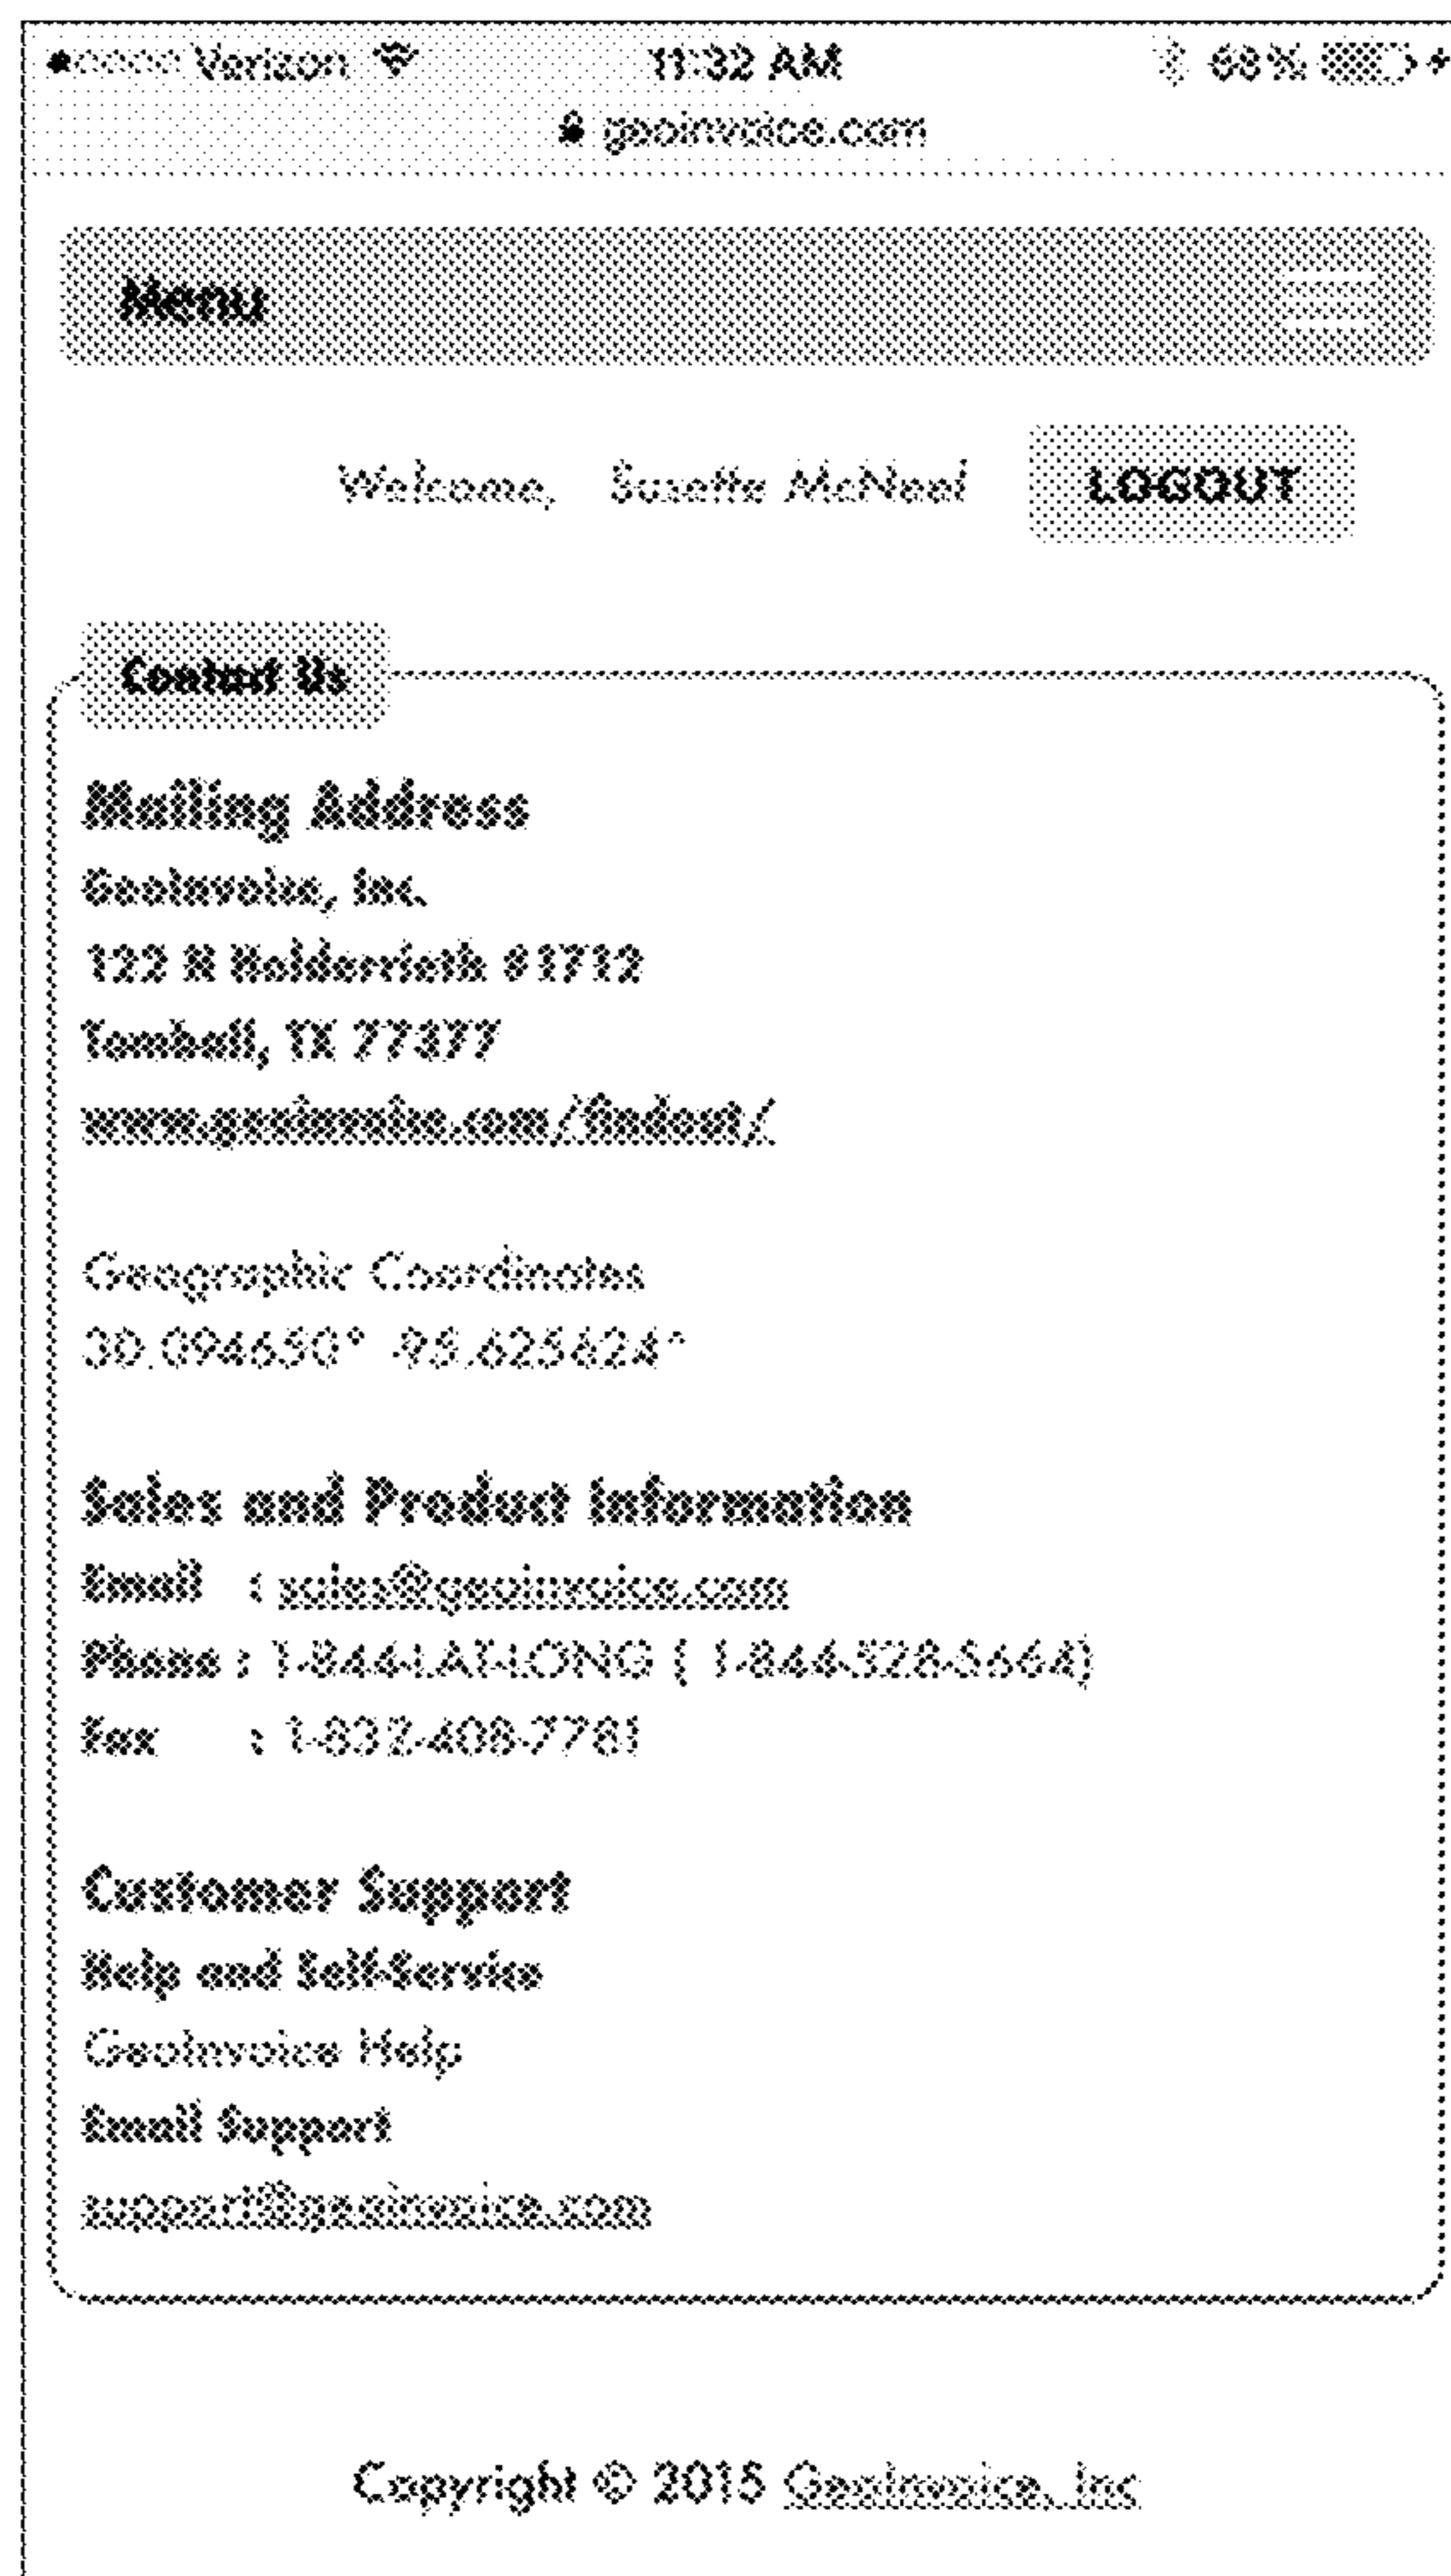 Verizon 11:32 AM 68%
geoinvoice.com
Menu
Welcome, Susette McNeel LOGOUT
Contact Us
Mailing Address
GeoInvoice, Inc.
122 N Holderrieth #1712
Tomball, TX 77377
www.geoinvoice.com/findout/
Geographic Coordinates
30.094650° -95.625624°
Sales and Product Information
Email : sales@geoinvoice.com
Phone : 1-844-LAT-LONG ( 1-844-528-5664)
Fax : 1-832-408-7781
Customer Support
Help and Self-Service
GeoInvoice Help
Email Support
support@geoinvoice.com
Copyright © 2015 GeoInvoice, Inc